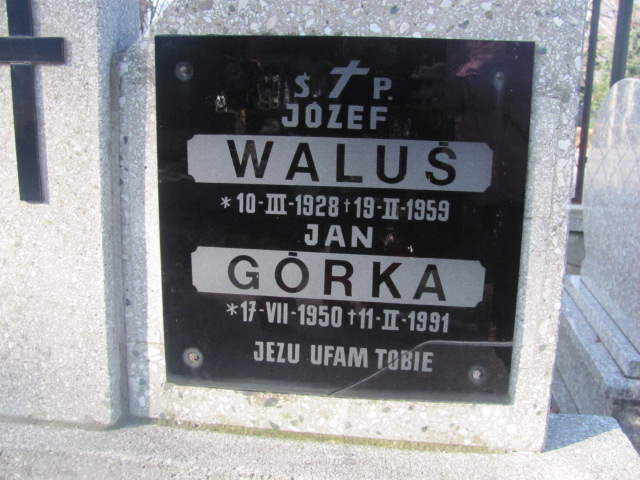 Ś. † P.
JÓZEF
WALUŚ
*10-III-1928 †19-II-1959
JAN
GÓRKA
*17-VII-1950 †11-II-1991
JEZU UFAM TOBIE